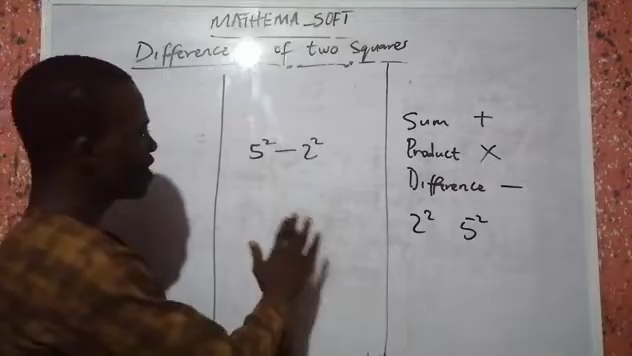 MATHEMA_SOFT
Difference of two Squares
5² — 2²
Sum +
Product ×
Difference —
2² 5²